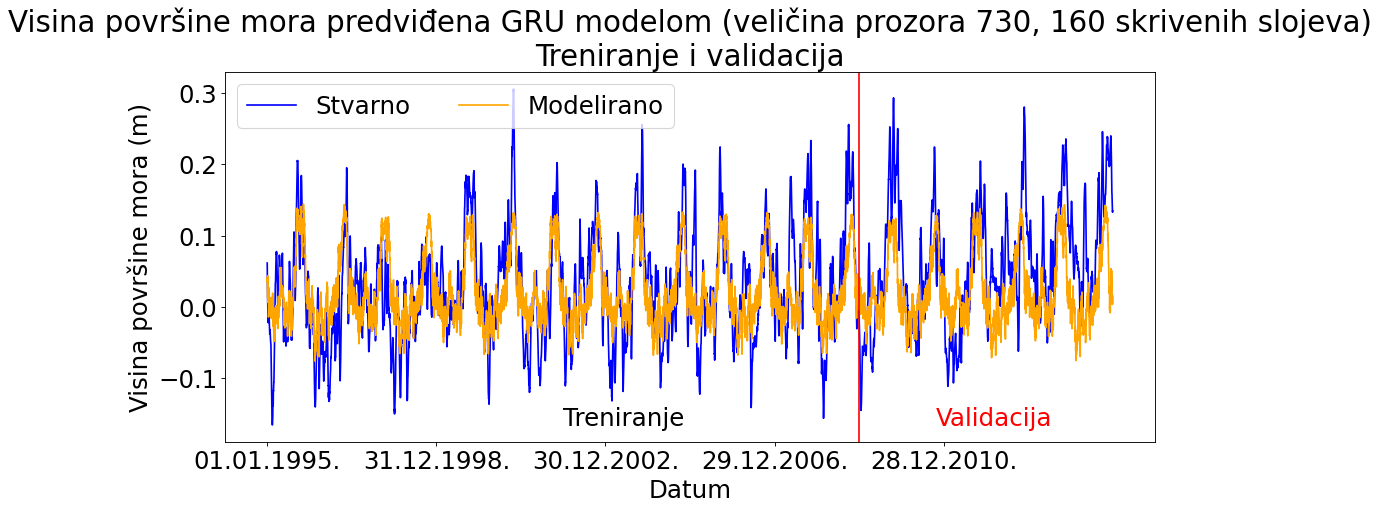 Visina površine mora predviđena GRU modelom (veličina prozora 730, 160 skrivenih slojeva)
Treniranje i validacija
Stvarno
Modelirano
Visina površine mora (m)
0.3
0.2
0.1
0.0
−0.1
Treniranje
Validacija
01.01.1995.
31.12.1998.
30.12.2002.
29.12.2006.
28.12.2010.
Datum